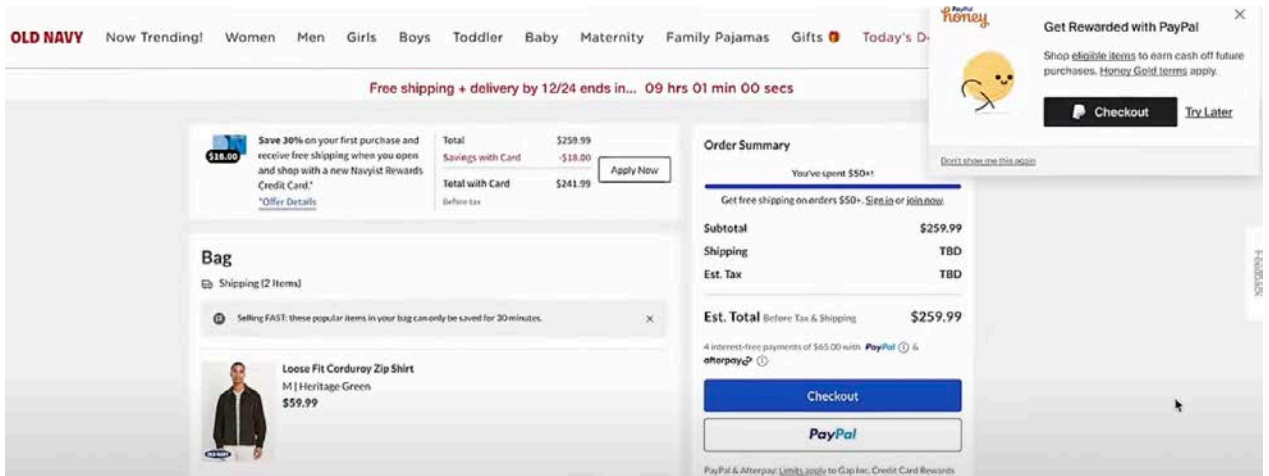 OLD NAVY Now Trending! Women Men Girls Boys Toddler Baby Maternity Family Pajamas Gifts Today's D
Free shipping + delivery by 12/24 ends in... 09 hrs 01 min 00 secs
PayPal
honey
Get Rewarded with PayPal
Shop eligible items to earn cash off future
purchases. Honey Gold terms apply.
Checkout Try Later
Don't show me this again
$18.00
Save 30% on your first purchase and
receive free shipping when you open
and shop with a new Navyist Rewards
Credit Card.*
*Offer Details
Total $259.99
Savings with Card -$18.00
Total with Card $241.99
Before tax
Apply Now
Bag
Shipping (2 Items)
Selling FAST: these popular items in your bag can only be saved for 30 minutes.
Loose Fit Corduroy Zip Shirt
M | Heritage Green
$59.99
OLD NAVY
Order Summary
You've spent $50+!
Get free shipping on orders $50+. Sign in or join now.
Subtotal $259.99
Shipping TBD
Est. Tax TBD
Est. Total Before Tax & Shipping $259.99
4 interest-free payments of $65.00 with PayPal &
afterpay
Checkout
PayPal
PayPal & Afterpay: Limits apply to Gap Inc. Credit Card Rewards
Feedback